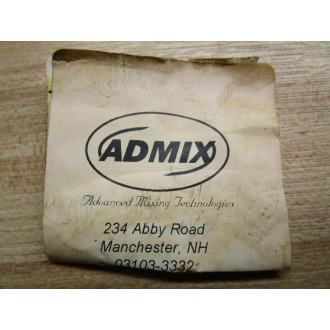 ADMIX
Advanced Mixing Technologies
234 Abby Road
Manchester, NH
03103-3332